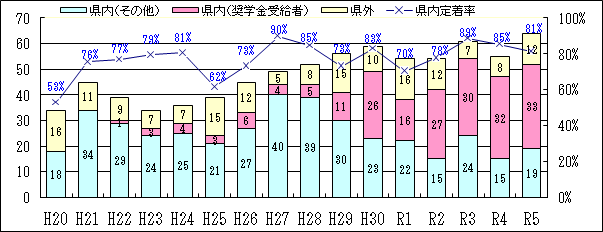 県内(その他) 県内(奨学金受給者) 県外 県内定着率
70 100%
60 80%
50 60%
40 40%
30 20%
20 0%
10
0
53% 76% 77% 79% 81% 62% 73% 90% 85% 73% 83% 70% 78% 89% 85% 81%
16 11 9 7 7 15 12 5 8 15 10 16 12 7 8 12
1 3 4 3 6 4 5 11 26 16 27 30 32 33
18 34 29 24 25 21 27 40 39 30 23 22 15 24 15 19
H20 H21 H22 H23 H24 H25 H26 H27 H28 H29 H30 R1 R2 R3 R4 R5